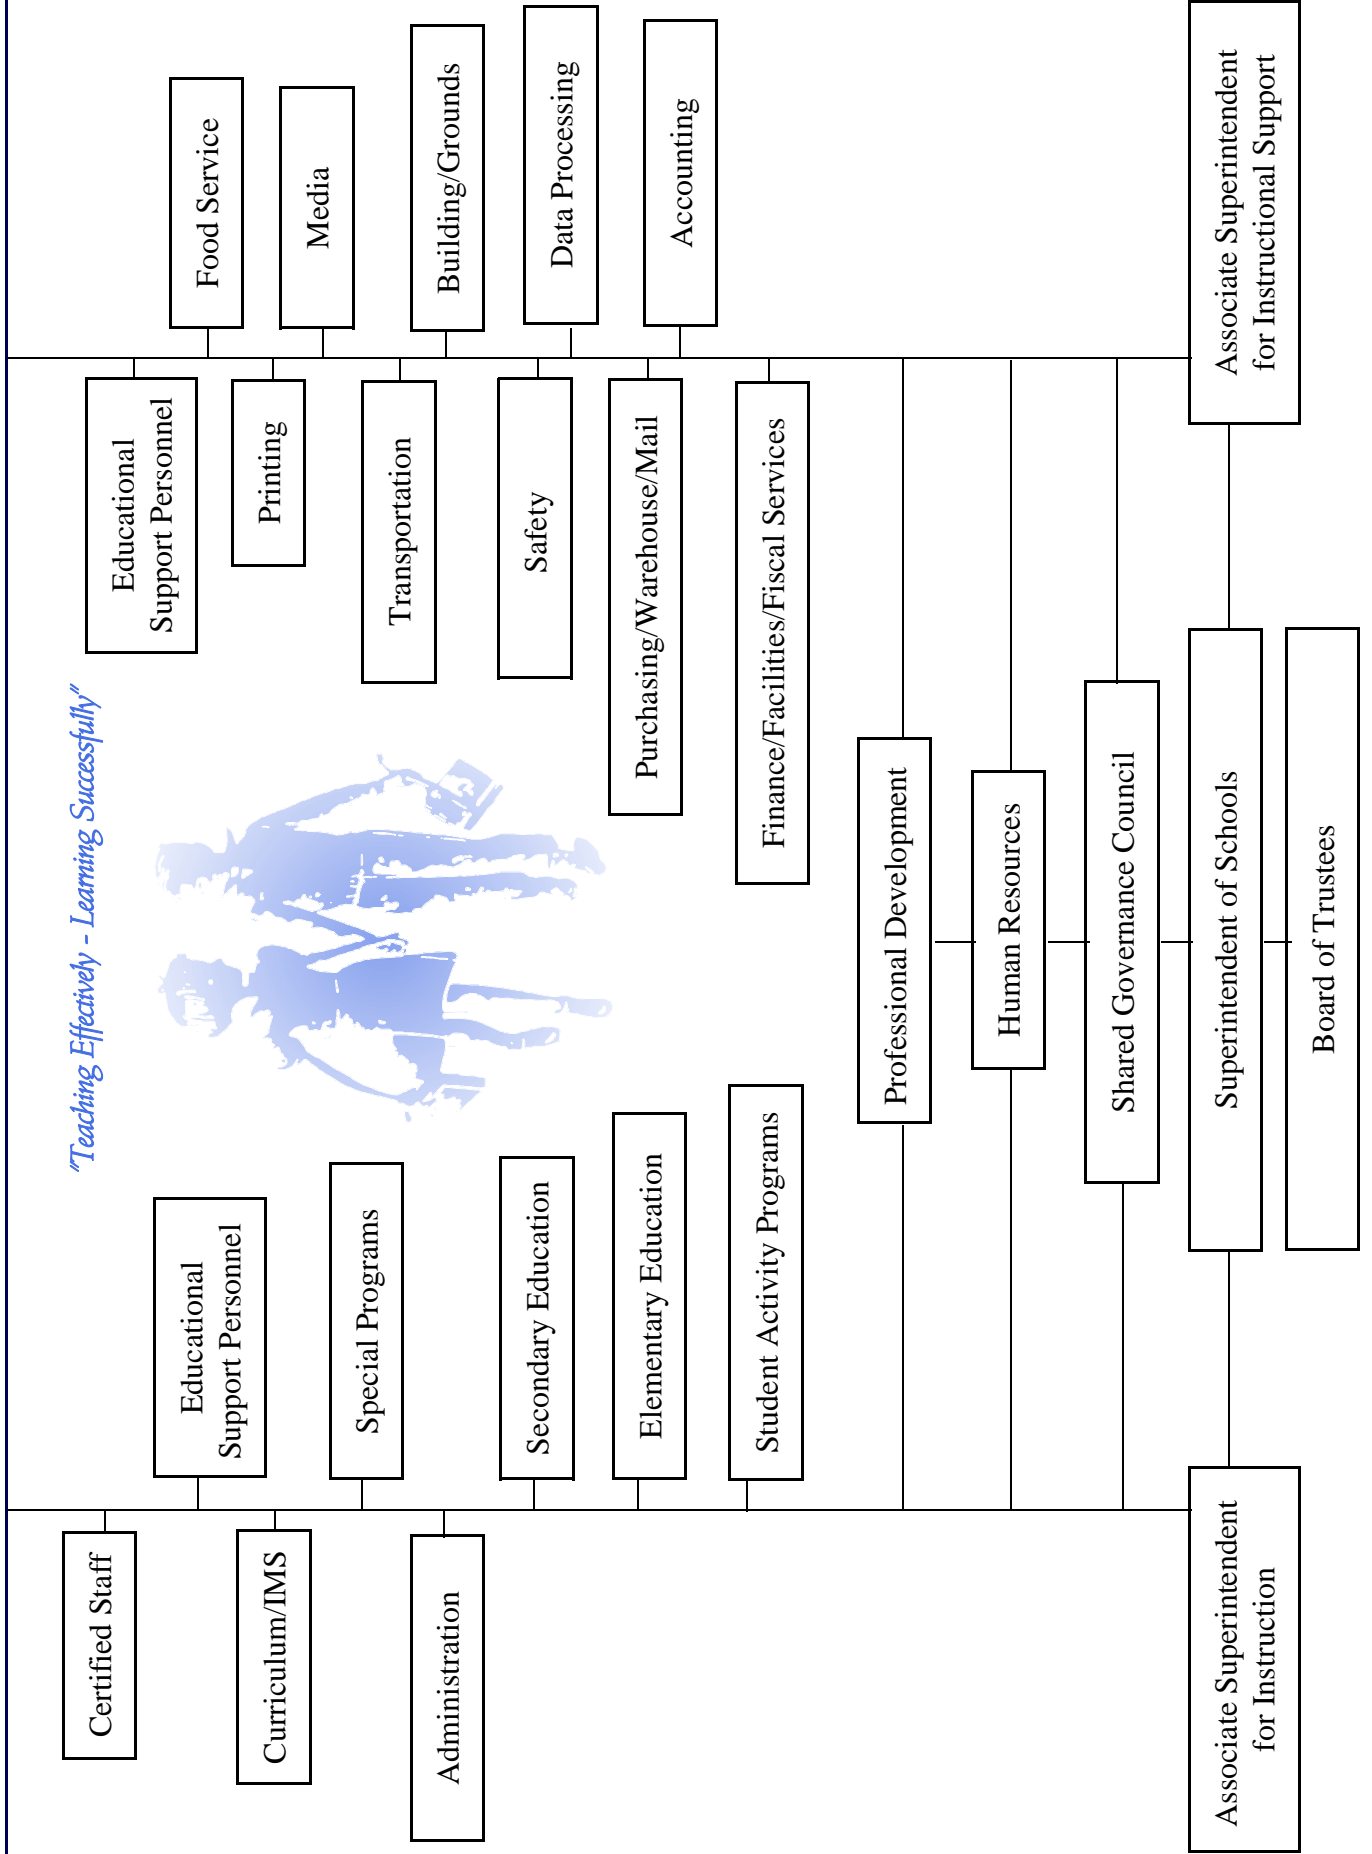 "Teaching Effectively - Learning Successfully"
Certified Staff
Educational
Support Personnel
Educational
Support Personnel
Food Service
Curriculum/IMS
Printing
Media
Special Programs
Transportation
Administration
Building/Grounds
Secondary Education
Safety
Data Processing
Elementary Education
Purchasing/Warehouse/Mail
Accounting
Student Activity Programs
Finance/Facilities/Fiscal Services
Professional Development
Human Resources
Shared Governance Council
Associate Superintendent
for Instruction
Superintendent of Schools
Associate Superintendent
for Instructional Support
Board of Trustees